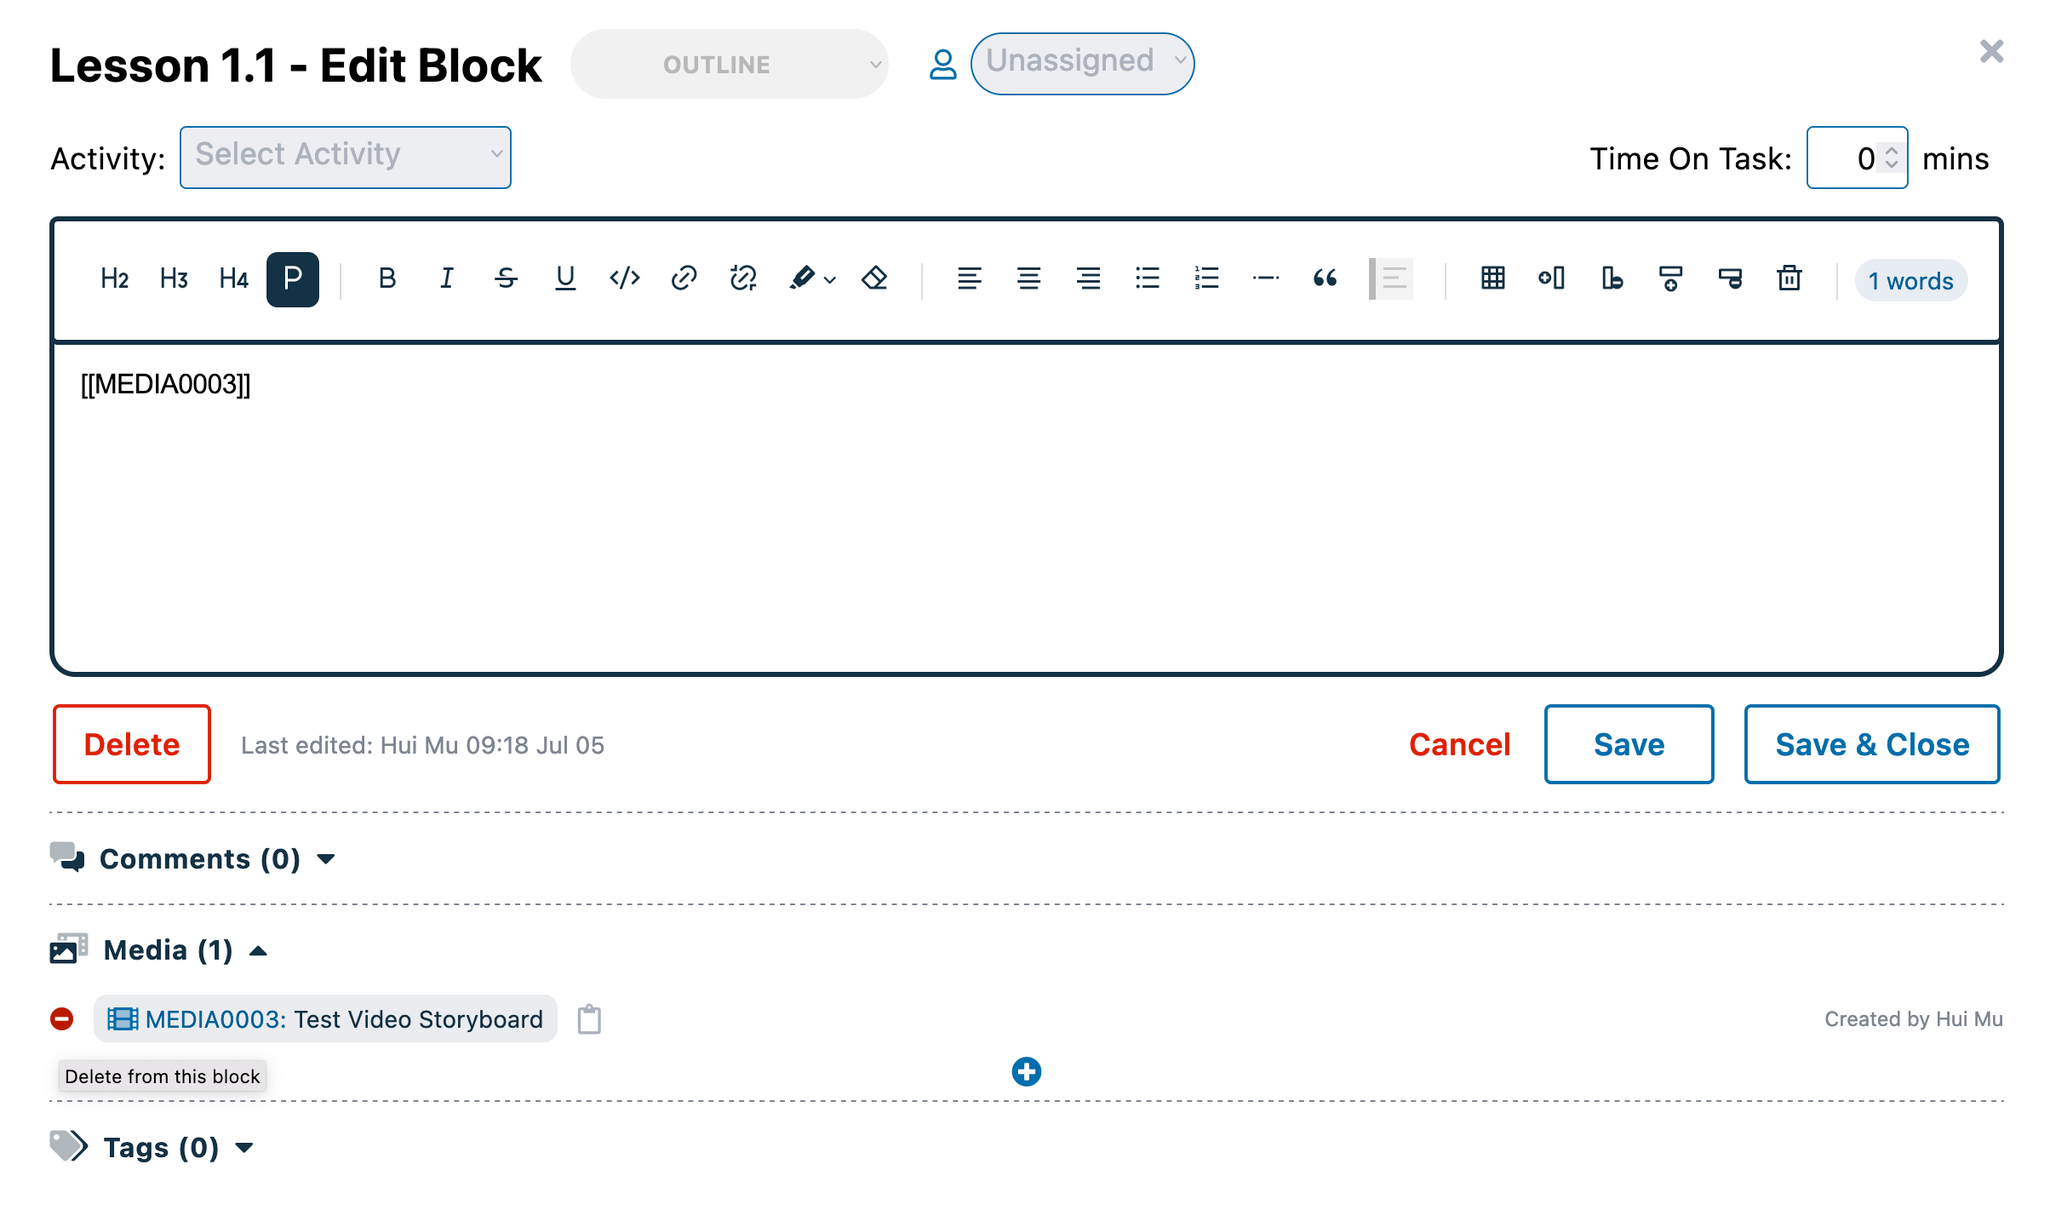 Lesson 1.1 - Edit Block OUTLINE Unassigned
Activity: Select Activity Time On Task: 0 mins
H2 H3 H4 P B I S U 1 words
[[MEDIA0003]]
Delete Last edited: Hui Mu 09:18 Jul 05 Cancel Save Save & Close
Comments (0)
Media (1)
MEDIA0003: Test Video Storyboard Created by Hui Mu
Delete from this block
Tags (0)